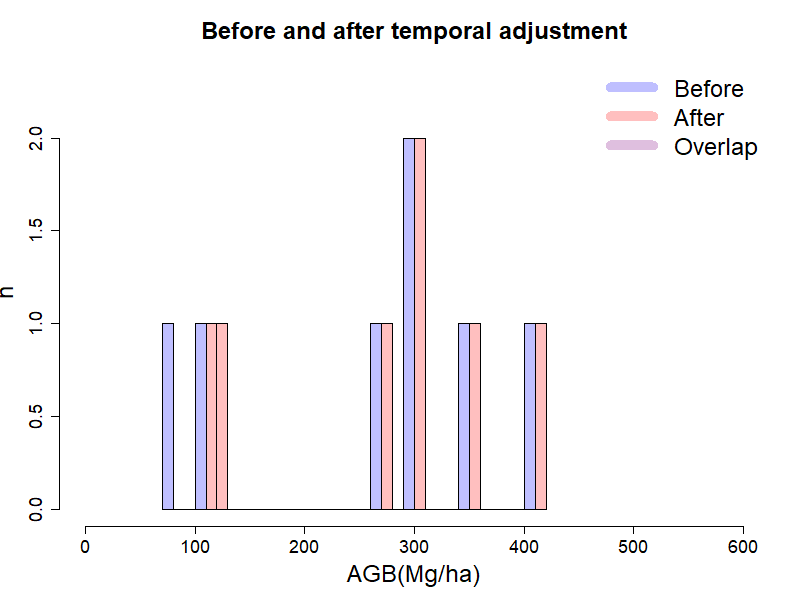 Before and after temporal adjustment
Before
After
Overlap
2.0
1.5
1.0
0.5
0.0
n
0 100 200 300 400 500 600
AGB(Mg/ha)